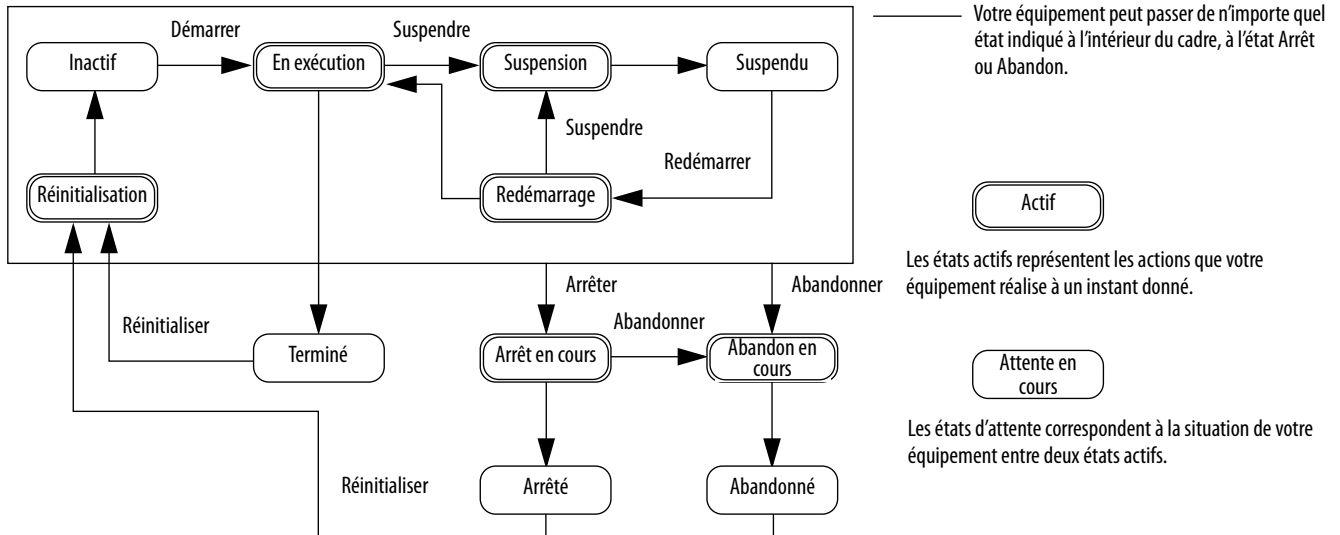 Votre équipement peut passer de n'importe quel
état indiqué à l'intérieur du cadre, à l'état Arrêt
ou Abandon.
Démarrer
Suspendre
Inactif
En exécution
Suspension
Suspendu
Suspendre
Redémarrer
Réinitialisation
Redémarrage
Actif
Les états actifs représentent les actions que votre
équipement réalise à un instant donné.
Arrêter
Abandonner
Réinitialiser
Abandonner
Terminé
Arrêt en cours
Abandon en
cours
Attente en
cours
Les états d'attente correspondent à la situation de votre
équipement entre deux états actifs.
Réinitialiser
Arrêté
Abandonné